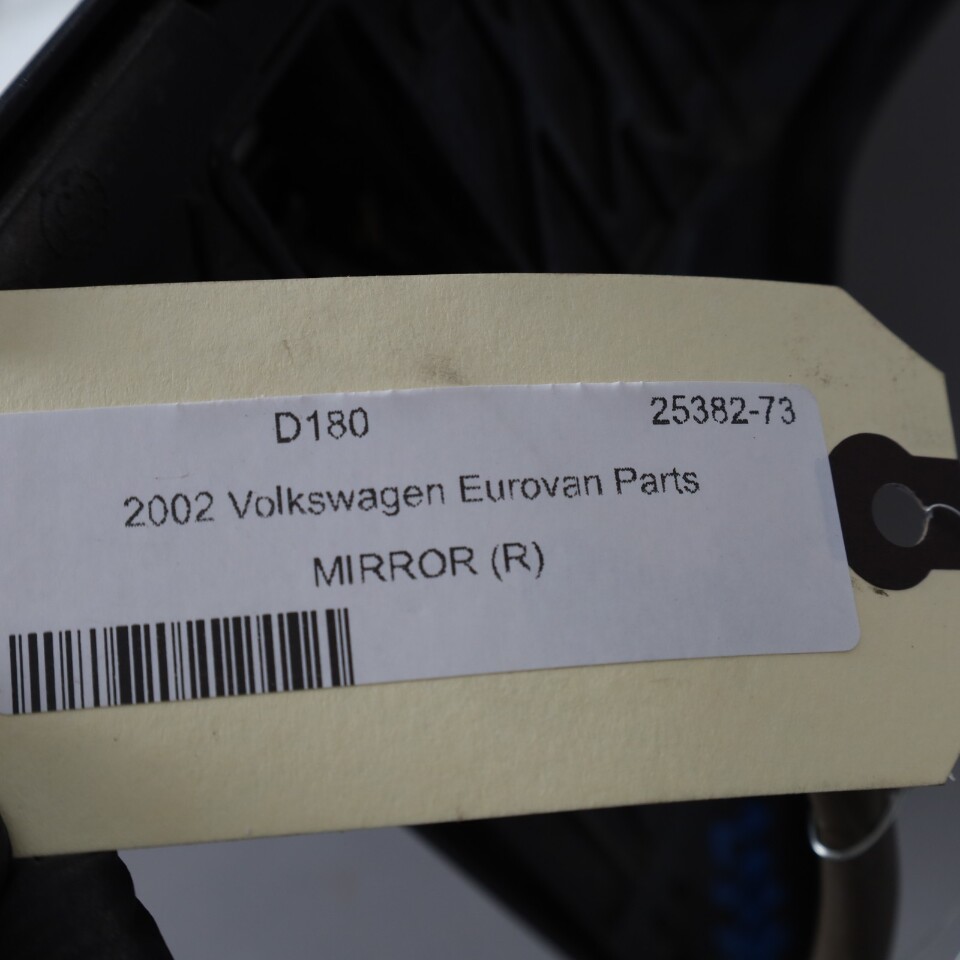 D180 25382-73
2002 Volkswagen Eurovan Parts
MIRROR (R)